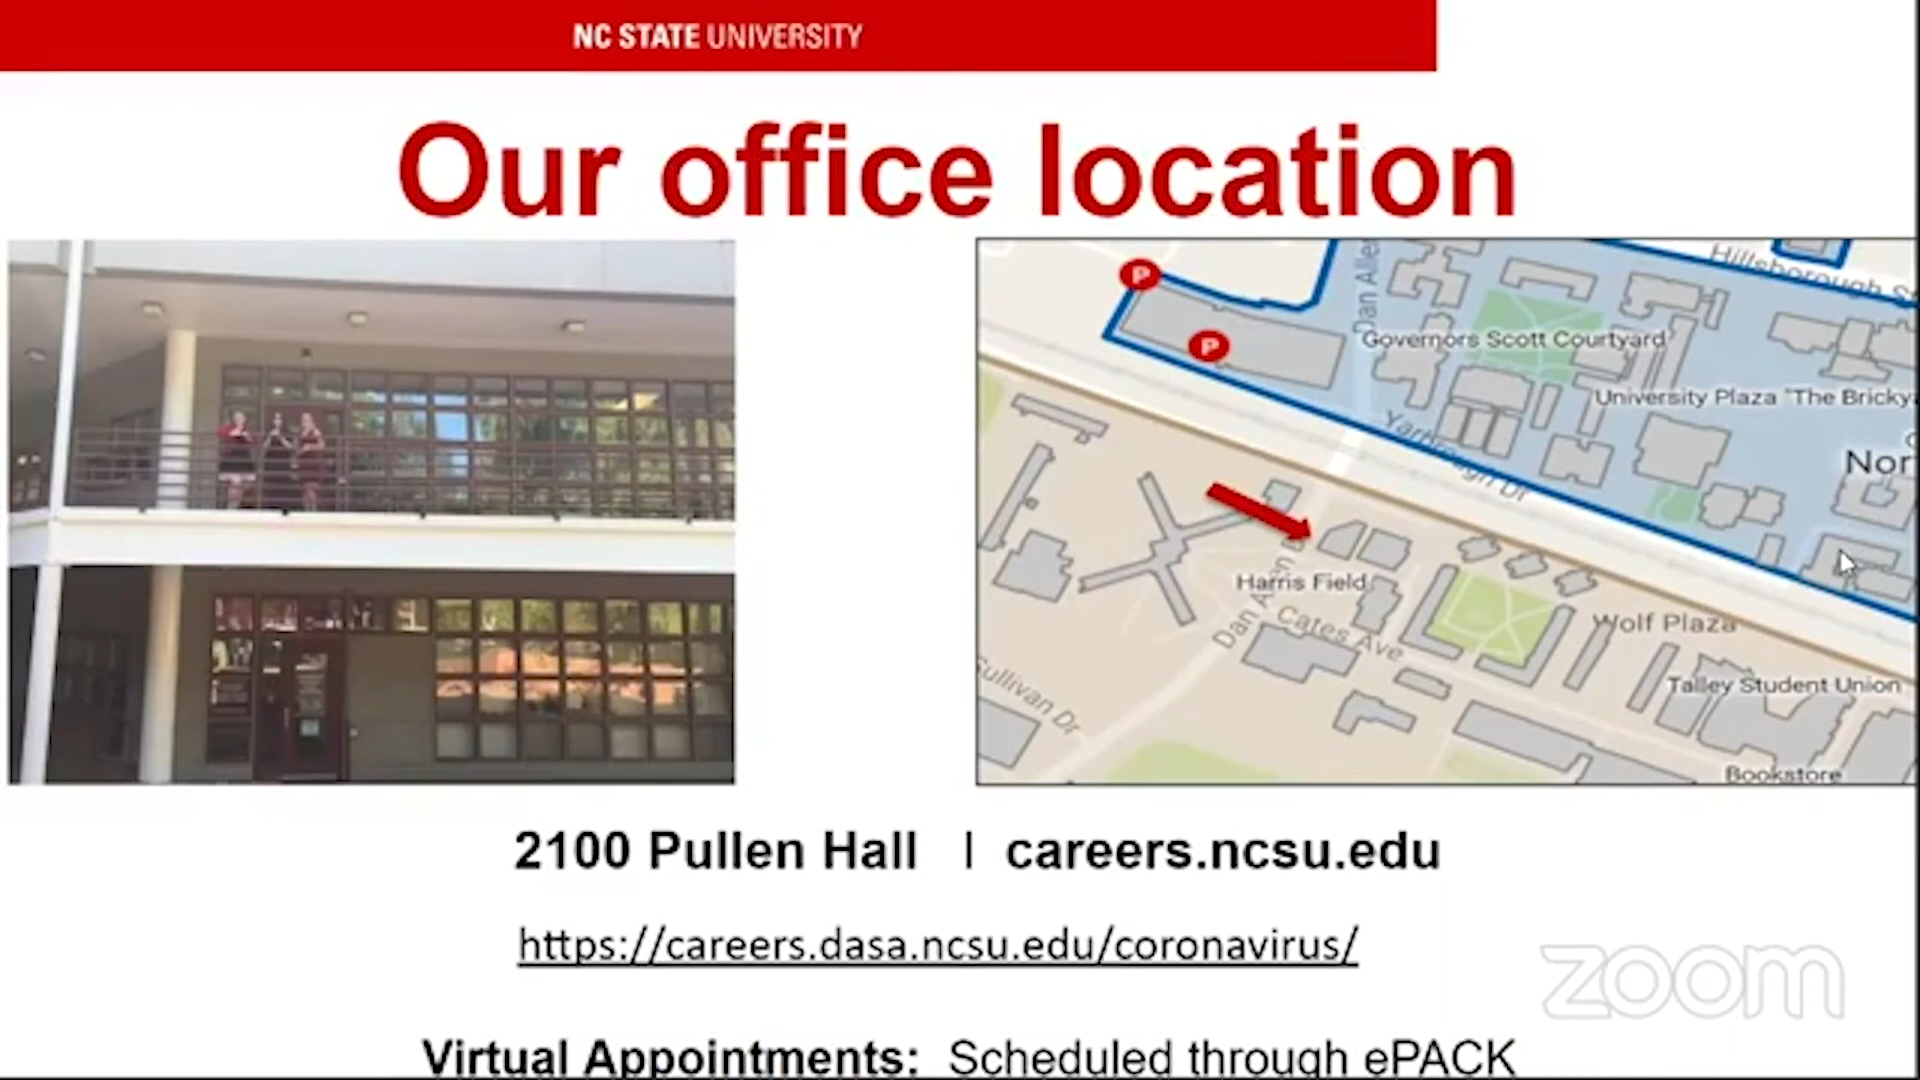 NC STATE UNIVERSITY
Our office location
P
P
Dan Allen
Hillsborough S
Governors Scott Courtyard
University Plaza "The Bricky
Nor
Yarbrough Dr
Harris Field
Dan Allen D
Cates Ave
Wolf Plaza
Sullivan Dr
Talley Student Union
Bookstore
2100 Pullen Hall | careers.ncsu.edu
https://careers.dasa.ncsu.edu/coronavirus/
zoom
Virtual Appointments: Scheduled through ePACK